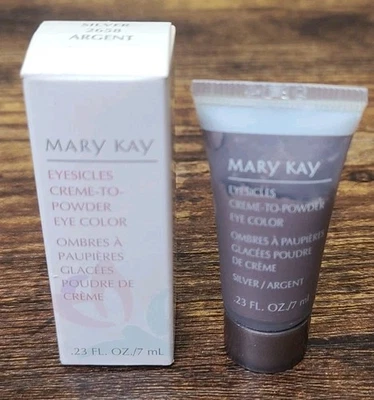 SILVER
2658
ARGENT
MARY KAY
EYESICLES
CREME-TO-
POWDER
EYE COLOR
OMBRES À
PAUPIÈRES
GLACÉES
POUDRE DE
CRÈME
.23 FL. OZ./7 mL
MARY KAY
EYESICLES
CREME-TO-POWDER
EYE COLOR
OMBRES À PAUPIÈRES
GLACÉES POUDRE
DE CRÈME
SILVER/ARGENT
.23 FL. OZ./7 mL